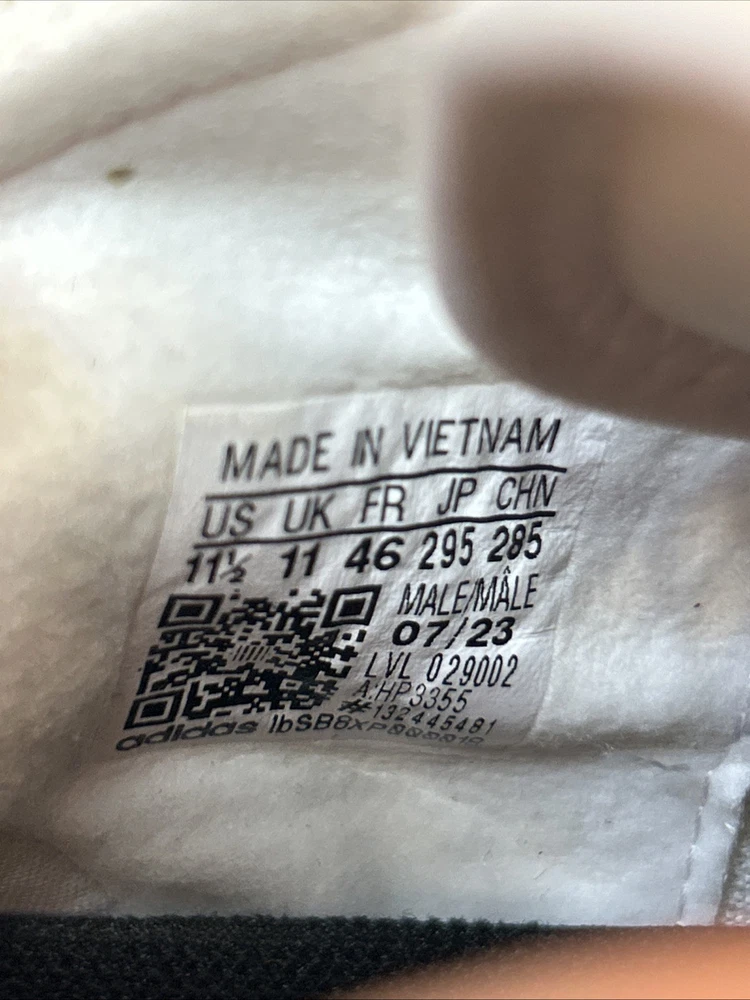 MADE IN VIETNAM
US UK FR JP CHN
11½ 11 46 295 285
MALE/MÂLE
07/23
LVL 029002
A:HP3355
#132445481
adidas